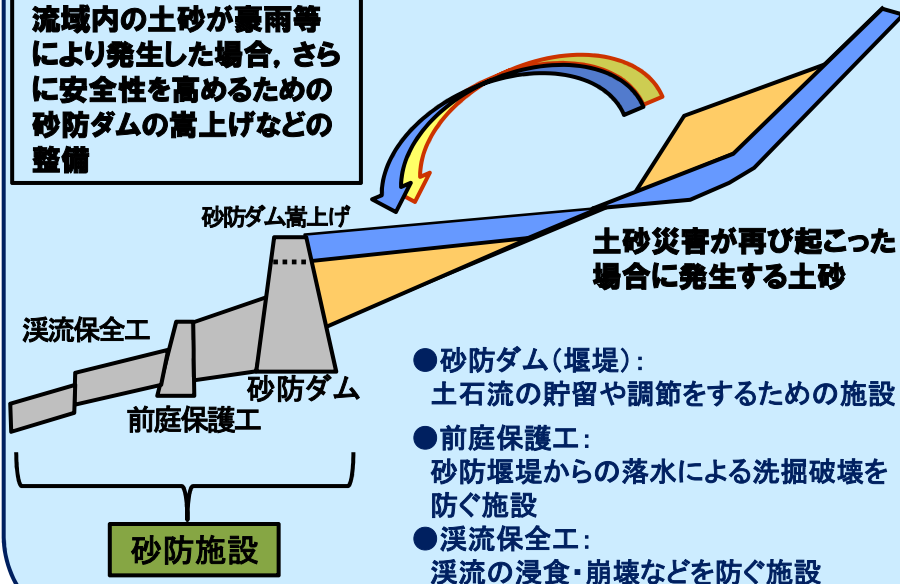 流域内の土砂が豪雨等
により発生した場合，さら
に安全性を高めるための
砂防ダムの嵩上げなどの
整備
砂防ダム嵩上げ
土砂災害が再び起こった
場合に発生する土砂
渓流保全工
砂防ダム
前庭保護工
砂防施設
●砂防ダム（堰堤）：
土石流の貯留や調節をするための施設
●前庭保護工：
砂防堰堤からの落水による洗掘破壊を
防ぐ施設
●渓流保全工：
渓流の浸食・崩壊などを防ぐ施設